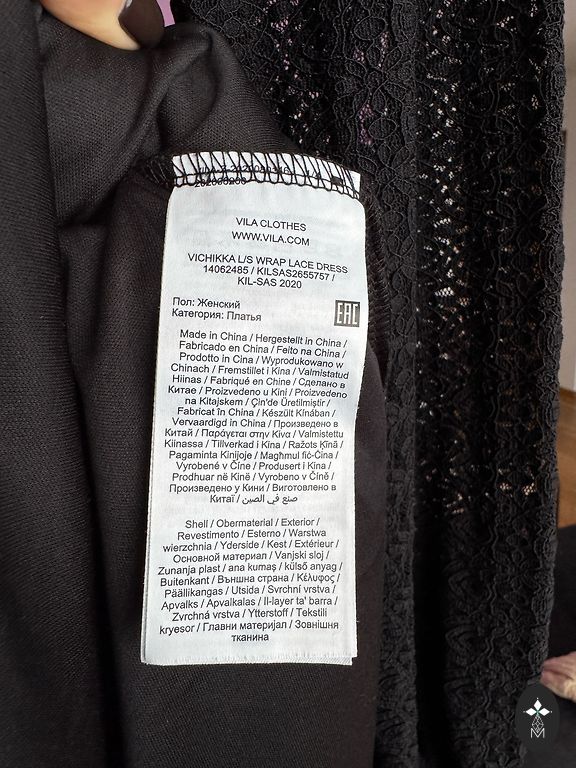 VILA CLOTHES
WWW.VILA.COM
VICHIKKA L/S WRAP LACE DRESS
14062485 / KILSAS2655757 /
KIL-SAS 2020
Пол: Женский
Категория: Платья
EAC
Made in China / Hergestellt in China /
Fabricado en China / Feito na China /
Prodotto in Cina / Wyprodukowano w
Chinach / Fremstillet i Kina / Valmistatud
Hiinas / Fabriqué en Chine / Сделано в
Китае / Proizvedeno u Kini / Proizvedeno
na Kitajskem / Çin'de Üretilmiştir /
Fabricat în China / Készült Kínában /
Vervaardigd in China / Произведено в
Китай / Παράγεται στην Κίνα / Valmistettu
Kiinassa / Tillverkad i Kina / Ražots Ķīnā /
Pagaminta Kinijoje / Maghmul fiċ-Ċina /
Vyrobené v Číne / Produsert i Kina /
Prodhuar në Kinë / Vyrobeno v Číně /
Произведено у Кини / Виготовлено в
Китаї / صنع في الصين
Shell / Obermaterial / Exterior /
Revestimento / Esterno / Warstwa
wierzchnia / Yderside / Kest / Extérieur /
Основной материал / Vanjski sloj /
Zunanja plast / ana kumaş / külső anyag /
Buitenkant / Външна страна / Κέλυφος /
Päällikangas / Utsida / Svrchní vrstva /
Apvalks / Apvalkalas / Il-layer ta' barra /
Zvrchná vrstva / Ytterstoff / Tekstili
kryesor / Главни материјал / Зовнішня
тканина
M